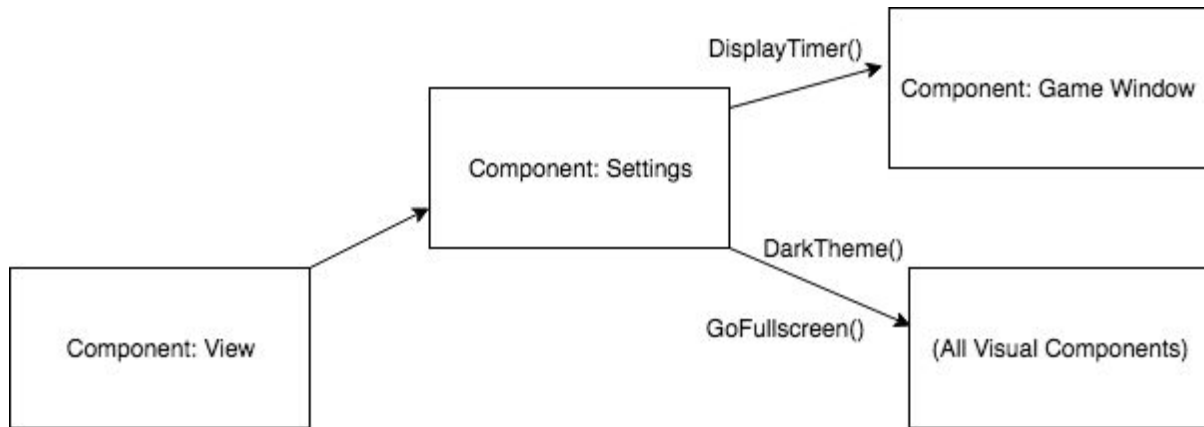 DisplayTimer()
Component: Game Window
Component: Settings
DarkTheme()
GoFullscreen()
Component: View
(All Visual Components)